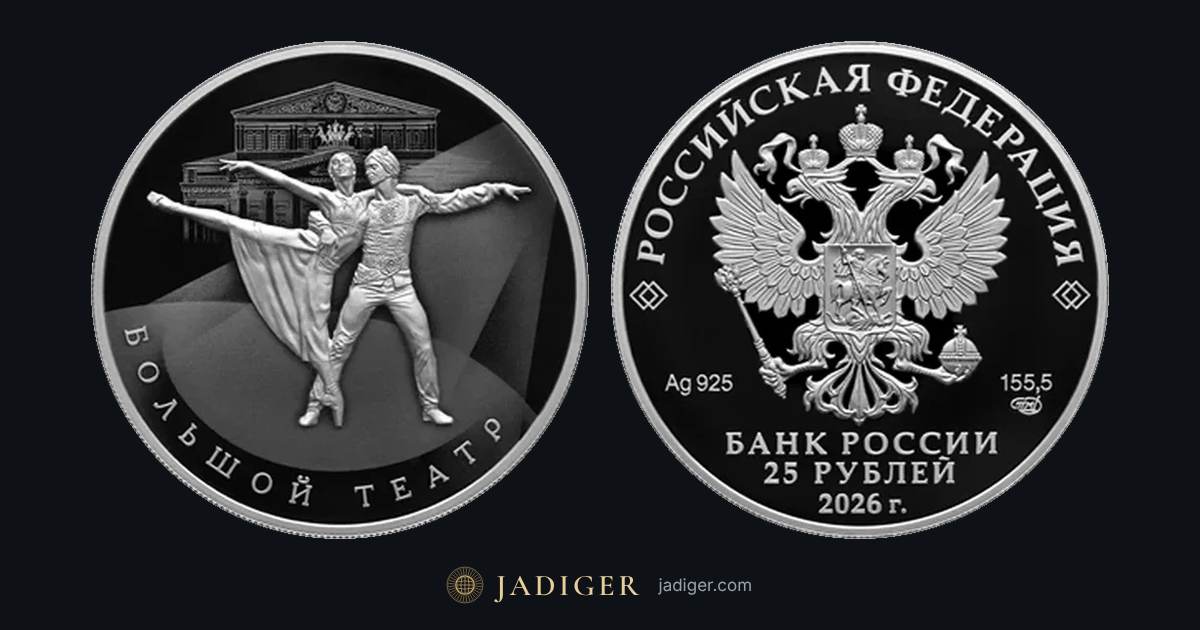 БОЛЬШОЙ ТЕАТР
РОССИЙСКАЯ ФЕДЕРАЦИЯ
Ag 925
155,5
БАНК РОССИИ
25 РУБЛЕЙ
2026 г.
JADIGER
jadiger.com